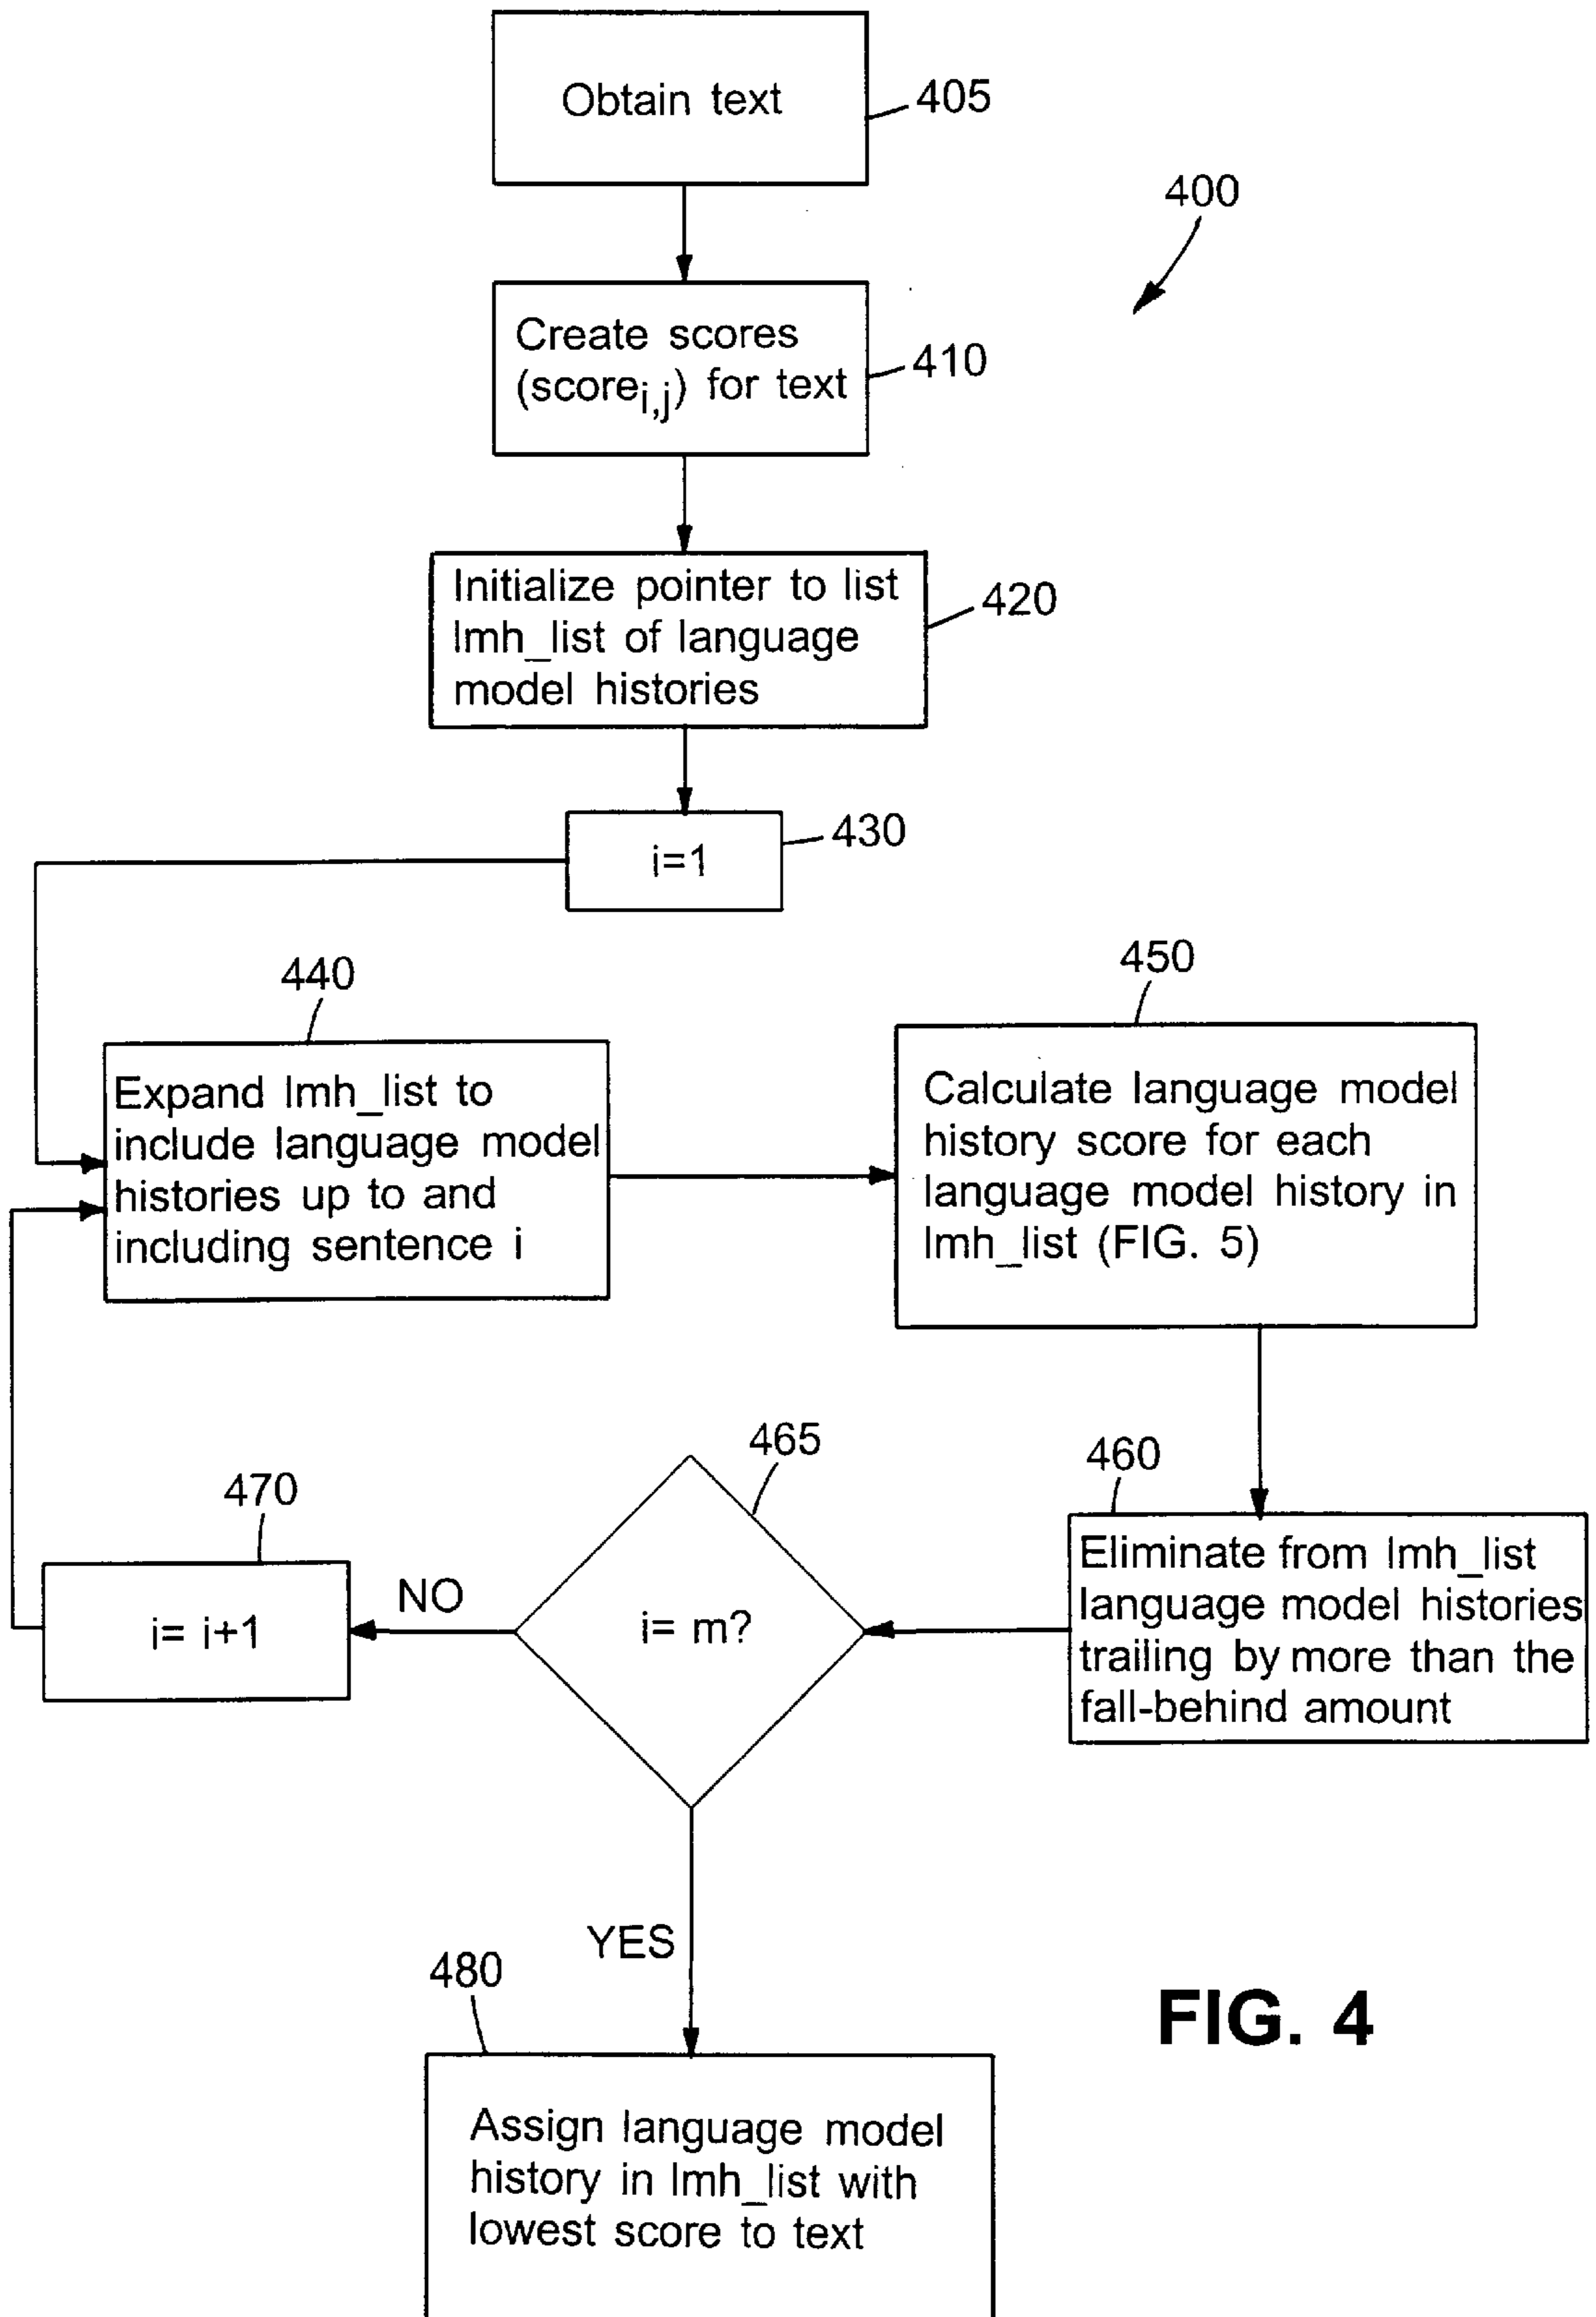 Obtain text
405
400
Create scores
(score_{i,j}) for text
410
Initialize pointer to list
lmh_list of language
model histories
420
i=1
430
440
Expand lmh_list to
include language model
histories up to and
including sentence i
450
Calculate language model
history score for each
language model history in
lmh_list (FIG. 5)
460
Eliminate from lmh_list
language model histories
trailing by more than the
fall-behind amount
465
i= m?
NO
470
i= i+1
YES
480
Assign language model
history in lmh_list with
lowest score to text
FIG. 4